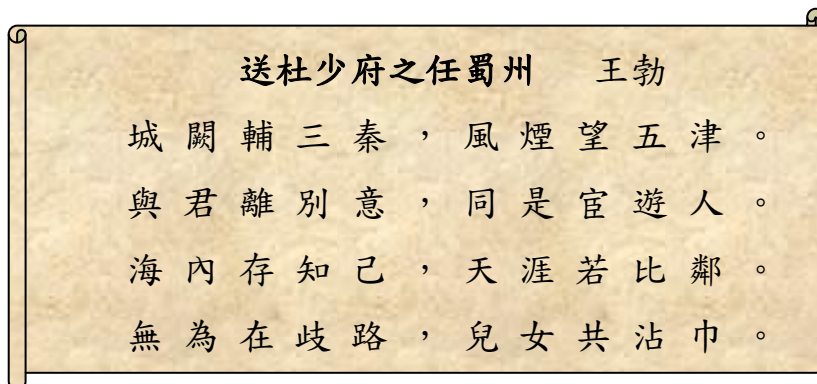 送杜少府之任蜀州 王勃
城闕輔三秦，風煙望五津。
與君離別意，同是宦遊人。
海內存知己，天涯若比鄰。
無為在歧路，兒女共沾巾。